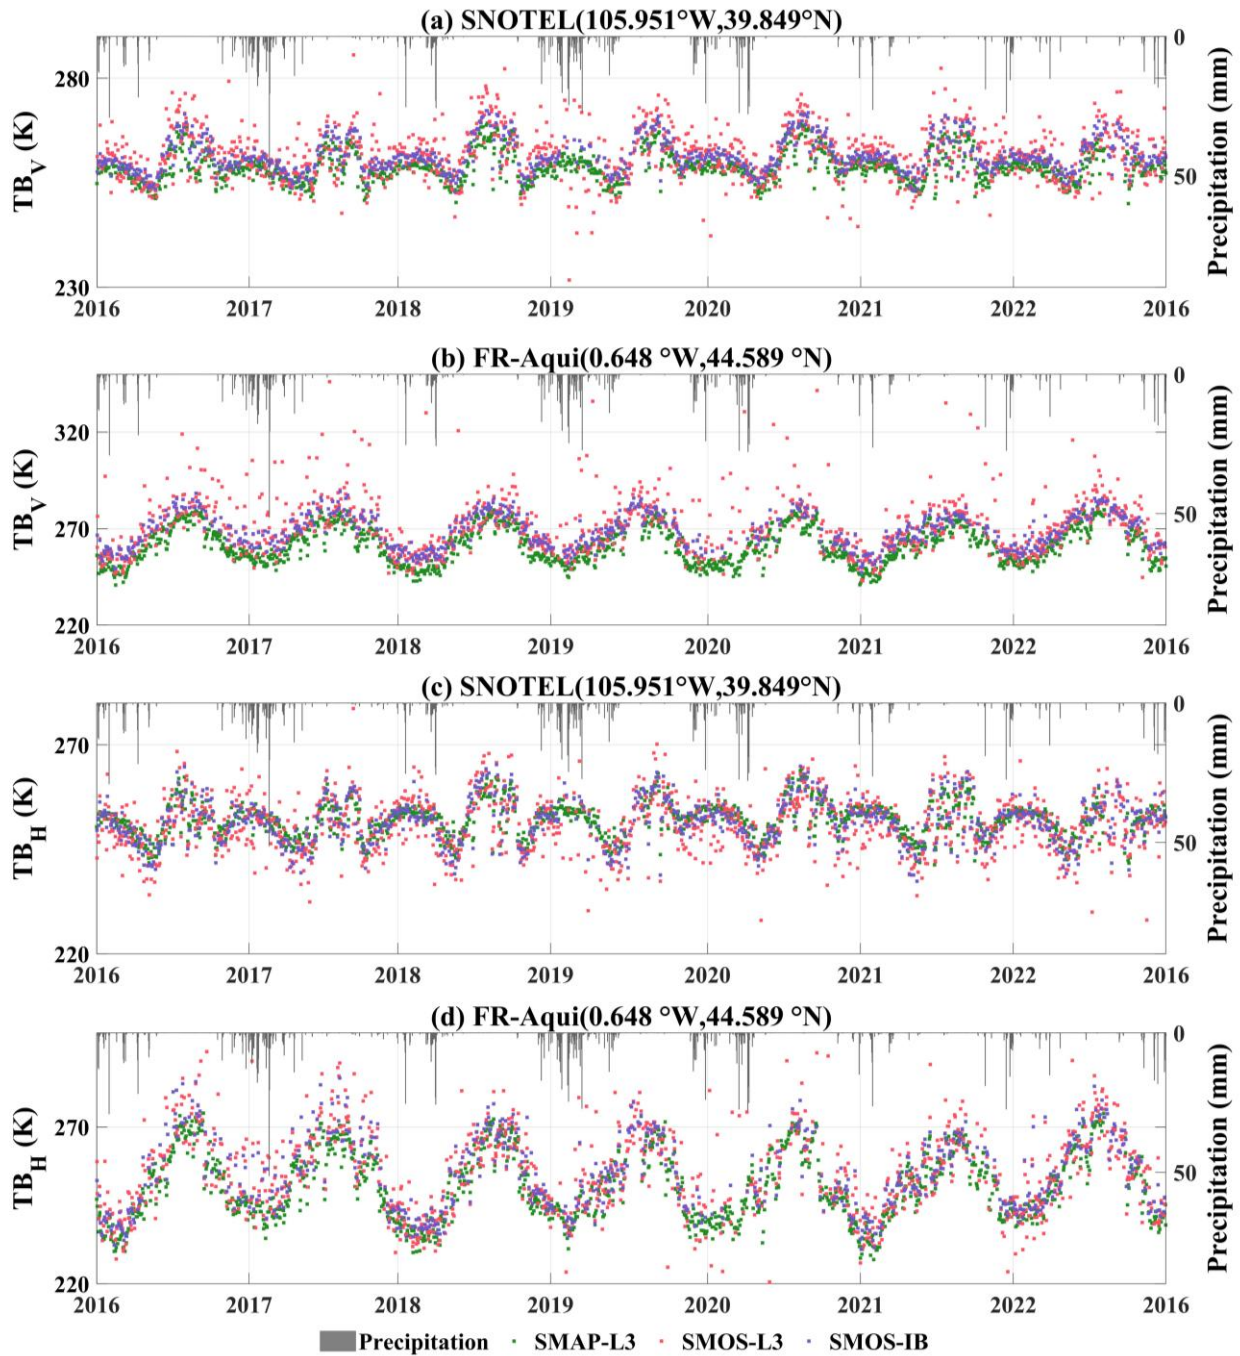 (a) SNOTEL(105.951°W,39.849°N)
TB_V (K)
280
230
0
50
Precipitation (mm)
2016 2017 2018 2019 2020 2021 2022 2016
(b) FR-Aqui(0.648 °W,44.589 °N)
TB_V (K)
320
270
220
0
50
Precipitation (mm)
2016 2017 2018 2019 2020 2021 2022 2016
(c) SNOTEL(105.951°W,39.849°N)
TB_H (K)
270
220
0
50
Precipitation (mm)
2016 2017 2018 2019 2020 2021 2022 2016
(d) FR-Aqui(0.648 °W,44.589 °N)
TB_H (K)
270
220
0
50
Precipitation (mm)
2016 2017 2018 2019 2020 2021 2022 2016
Precipitation SMAP-L3 SMOS-L3 SMOS-IB